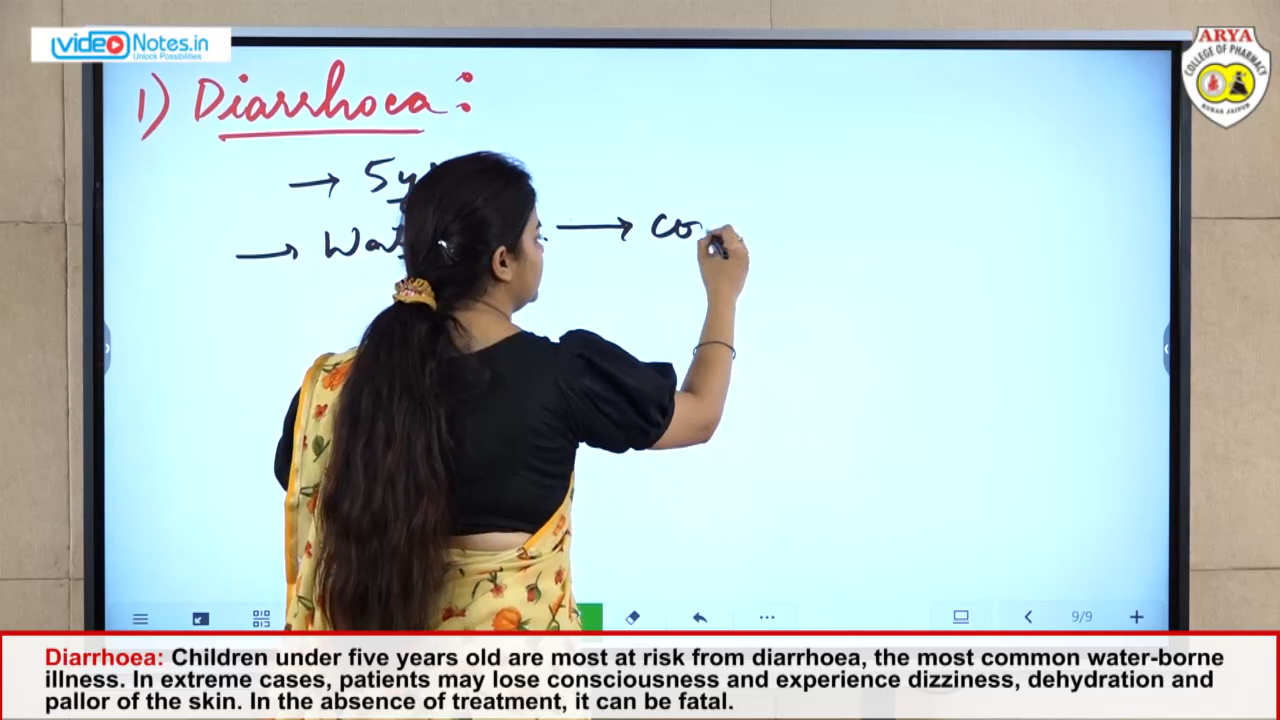 videoNotes.in
Unlock Possibilities
ARYA
COLLEGE OF PHARMACY
KUKAS JAIPUR
1) Diarrhoea :
→ 5y
→ Wat → co
9/9
Diarrhoea: Children under five years old are most at risk from diarrhoea, the most common water-borne
illness. In extreme cases, patients may lose consciousness and experience dizziness, dehydration and
pallor of the skin. In the absence of treatment, it can be fatal.